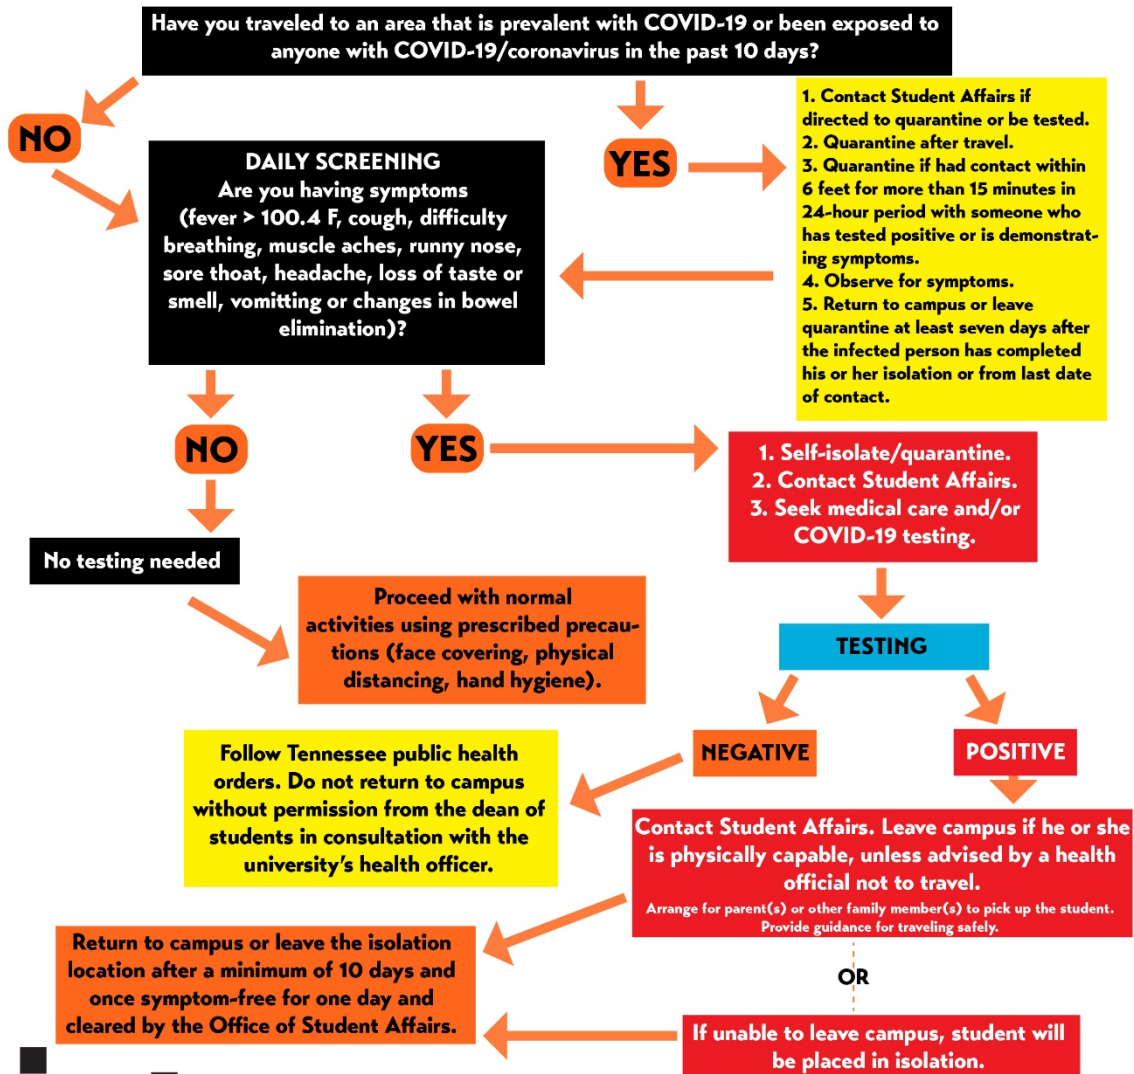 Have you traveled to an area that is prevalent with COVID-19 or been exposed to
anyone with COVID-19/coronavirus in the past 10 days?
NO
YES
1. Contact Student Affairs if
directed to quarantine or be tested.
2. Quarantine after travel.
3. Quarantine if had contact within
6 feet for more than 15 minutes in
24-hour period with someone who
has tested positive or is demonstrat-
ing symptoms.
4. Observe for symptoms.
5. Return to campus or leave
quarantine at least seven days after
the infected person has completed
his or her isolation or from last date
of contact.
DAILY SCREENING
Are you having symptoms
(fever > 100.4 F, cough, difficulty
breathing, muscle aches, runny nose,
sore thoat, headache, loss of taste or
smell, vomitting or changes in bowel
elimination)?
NO
YES
1. Self-isolate/quarantine.
2. Contact Student Affairs.
3. Seek medical care and/or
COVID-19 testing.
No testing needed
Proceed with normal
activities using prescribed precau-
tions (face covering, physical
distancing, hand hygiene).
TESTING
NEGATIVE
POSITIVE
Follow Tennessee public health
orders. Do not return to campus
without permission from the dean of
students in consultation with the
university's health officer.
Contact Student Affairs. Leave campus if he or she
is physically capable, unless advised by a health
official not to travel.
Arrange for parent(s) or other family member(s) to pick up the student.
Provide guidance for traveling safely.
OR
Return to campus or leave the isolation
location after a minimum of 10 days and
once symptom-free for one day and
cleared by the Office of Student Affairs.
If unable to leave campus, student will
be placed in isolation.